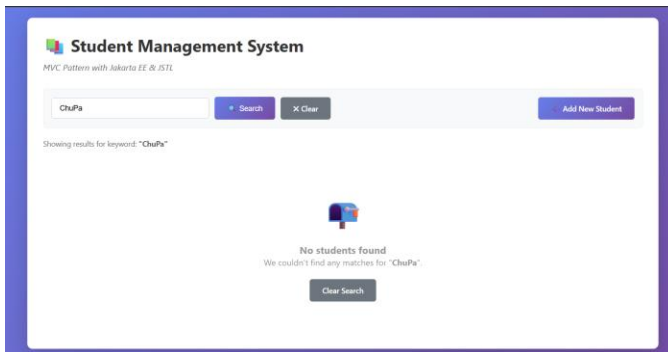 Student Management System
MVC Pattern with Jakarta EE & JSTL
ChuPa Search X Clear Add New Student
Showing results for keyword: "ChuPa"
No students found
We couldn't find any matches for "ChuPa".
Clear Search